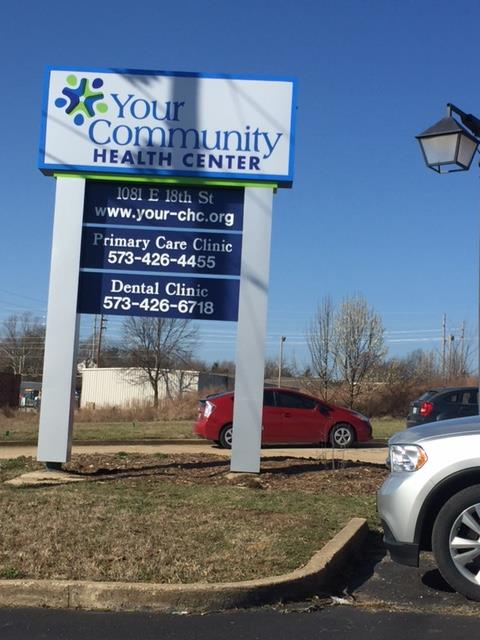 Your
Community
HEALTH CENTER
1081 E 18th St
www.your-chc.org
Primary Care Clinic
573-426-4455
Dental Clinic
573-426-6718